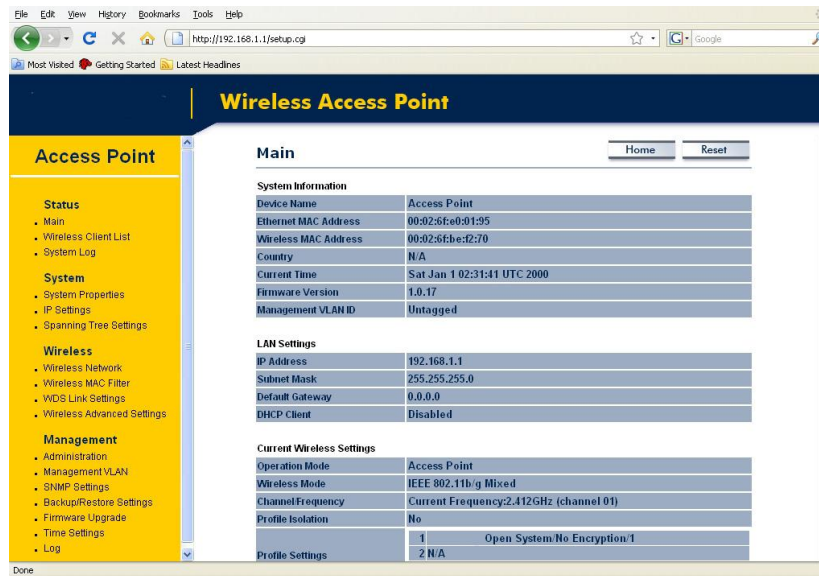 File Edit View History Bookmarks Tools Help
http://192.168.1.1/setup.cgi
G Google
Most Visited Getting Started Latest Headlines
Wireless Access Point
Access Point
Status
Main
Wireless Client List
System Log
System
System Properties
IP Settings
Spanning Tree Settings
Wireless
Wireless Network
Wireless MAC Filter
WDS Link Settings
Wireless Advanced Settings
Management
Administration
Management VLAN
SNMP Settings
Backup/Restore Settings
Firmware Upgrade
Time Settings
Log
Main
Home Reset
System Information
Device Name Access Point
Ethernet MAC Address 00:02:6f:e0:01:95
Wireless MAC Address 00:02:6f:be:f2:70
Country N/A
Current Time Sat Jan 1 02:31:41 UTC 2000
Firmware Version 1.0.17
Management VLAN ID Untagged
LAN Settings
IP Address 192.168.1.1
Subnet Mask 255.255.255.0
Default Gateway 0.0.0.0
DHCP Client Disabled
Current Wireless Settings
Operation Mode Access Point
Wireless Mode IEEE 802.11b/g Mixed
Channel/Frequency Current Frequency:2.412GHz (channel 01)
Profile Isolation No
Profile Settings
1 Open System/No Encryption/1
2 N/A
Done